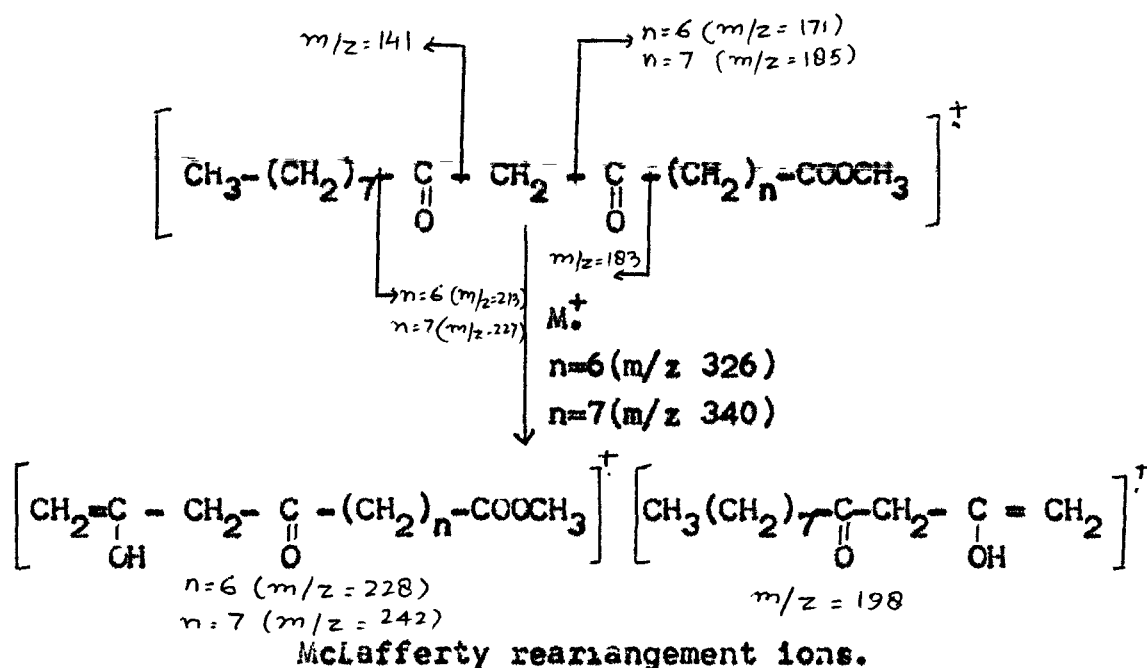 m/z=141
n=6 (m/z=171)
n=7 (m/z=185)
[CH₃-(CH₂)₇-C(=O)-CH₂-C(=O)-(CH₂)ₙ-COOCH₃]⁺·
m/z=183
n=6(m/z=213)
n=7(m/z-227)
M.⁺
n=6(m/z 326)
n=7(m/z 340)
[CH₂=C(OH)-CH₂-C(=O)-(CH₂)ₙ-COOCH₃]⁺· [CH₃(CH₂)₇-C(=O)-CH₂-C(OH)=CH₂]⁺·
n=6 (m/z=228)
n=7 (m/z=242)
m/z=198
McLafferty rearrangement ions.